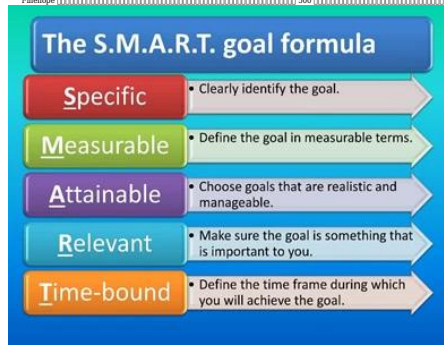 The S.M.A.R.T. goal formula
Specific
• Clearly identify the goal.
Measurable
• Define the goal in measurable terms.
Attainable
• Choose goals that are realistic and
manageable.
Relevant
• Make sure the goal is something that
is important to you.
Time-bound
• Define the time frame during which
you will achieve the goal.